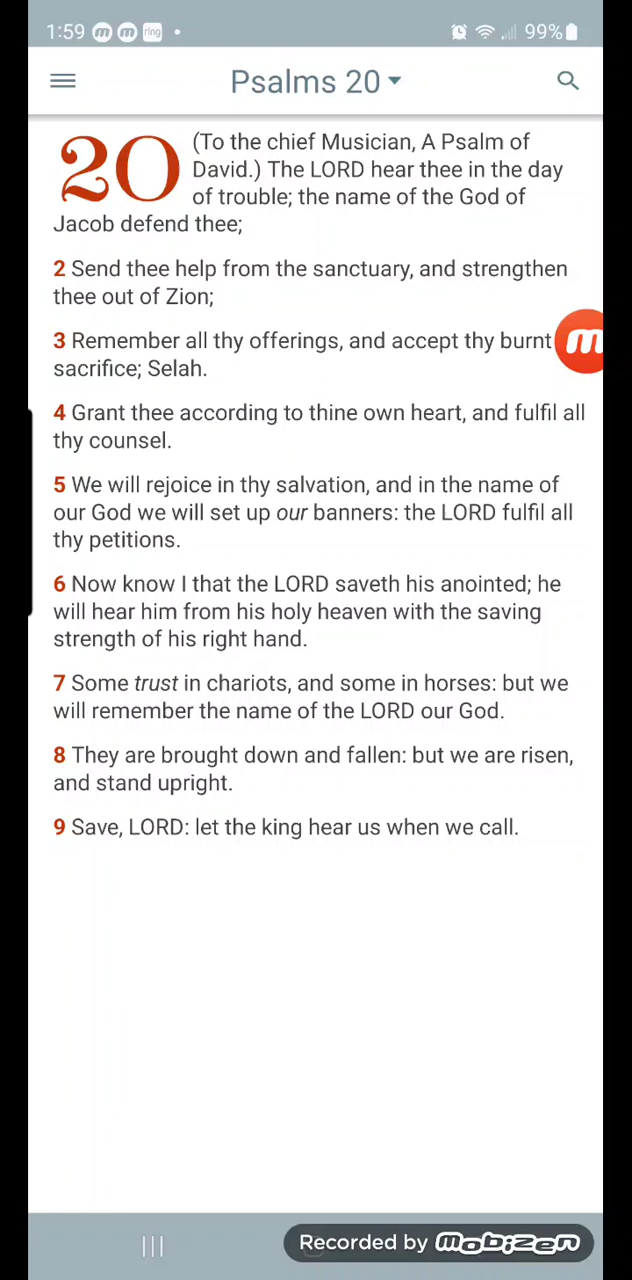 1:59 m m ring 99%
Psalms 20
20 (To the chief Musician, A Psalm of
David.) The LORD hear thee in the day
of trouble; the name of the God of
Jacob defend thee;
2 Send thee help from the sanctuary, and strengthen
thee out of Zion;
3 Remember all thy offerings, and accept thy burnt
m
sacrifice; Selah.
4 Grant thee according to thine own heart, and fulfil all
thy counsel.
5 We will rejoice in thy salvation, and in the name of
our God we will set up our banners: the LORD fulfil all
thy petitions.
6 Now know I that the LORD saveth his anointed; he
will hear him from his holy heaven with the saving
strength of his right hand.
7 Some trust in chariots, and some in horses: but we
will remember the name of the LORD our God.
8 They are brought down and fallen: but we are risen,
and stand upright.
9 Save, LORD: let the king hear us when we call.
Recorded by mobizen